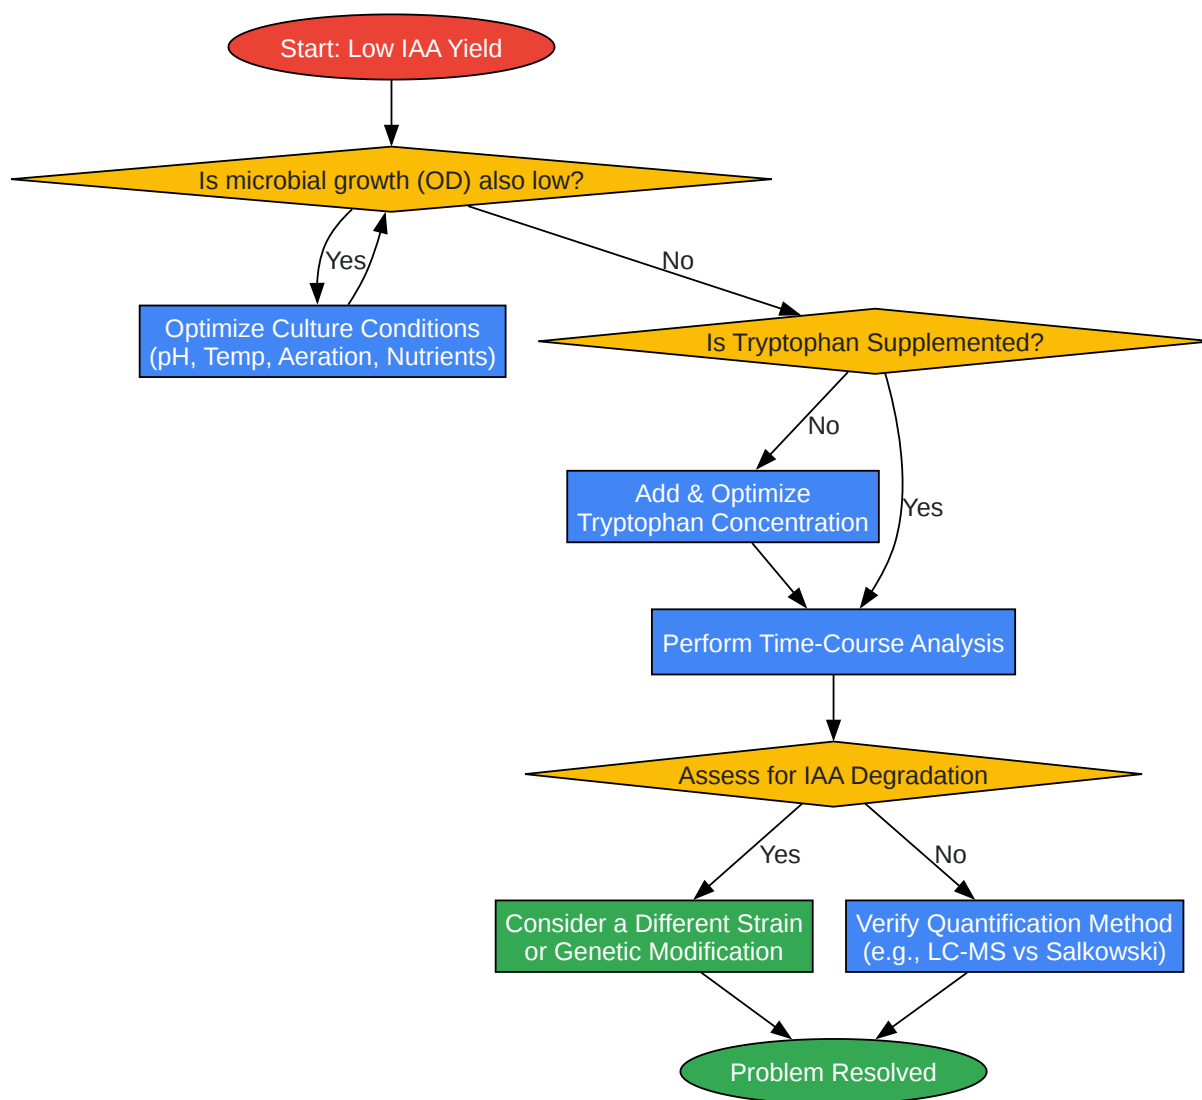 Start: Low IAA Yield
Is microbial growth (OD) also low?
Yes
No
Optimize Culture Conditions
(pH, Temp, Aeration, Nutrients)
Is Tryptophan Supplemented?
No
Add & Optimize
Tryptophan Concentration
Yes
Perform Time-Course Analysis
Assess for IAA Degradation
Yes
No
Consider a Different Strain
or Genetic Modification
Verify Quantification Method
(e.g., LC-MS vs Salkowski)
Problem Resolved